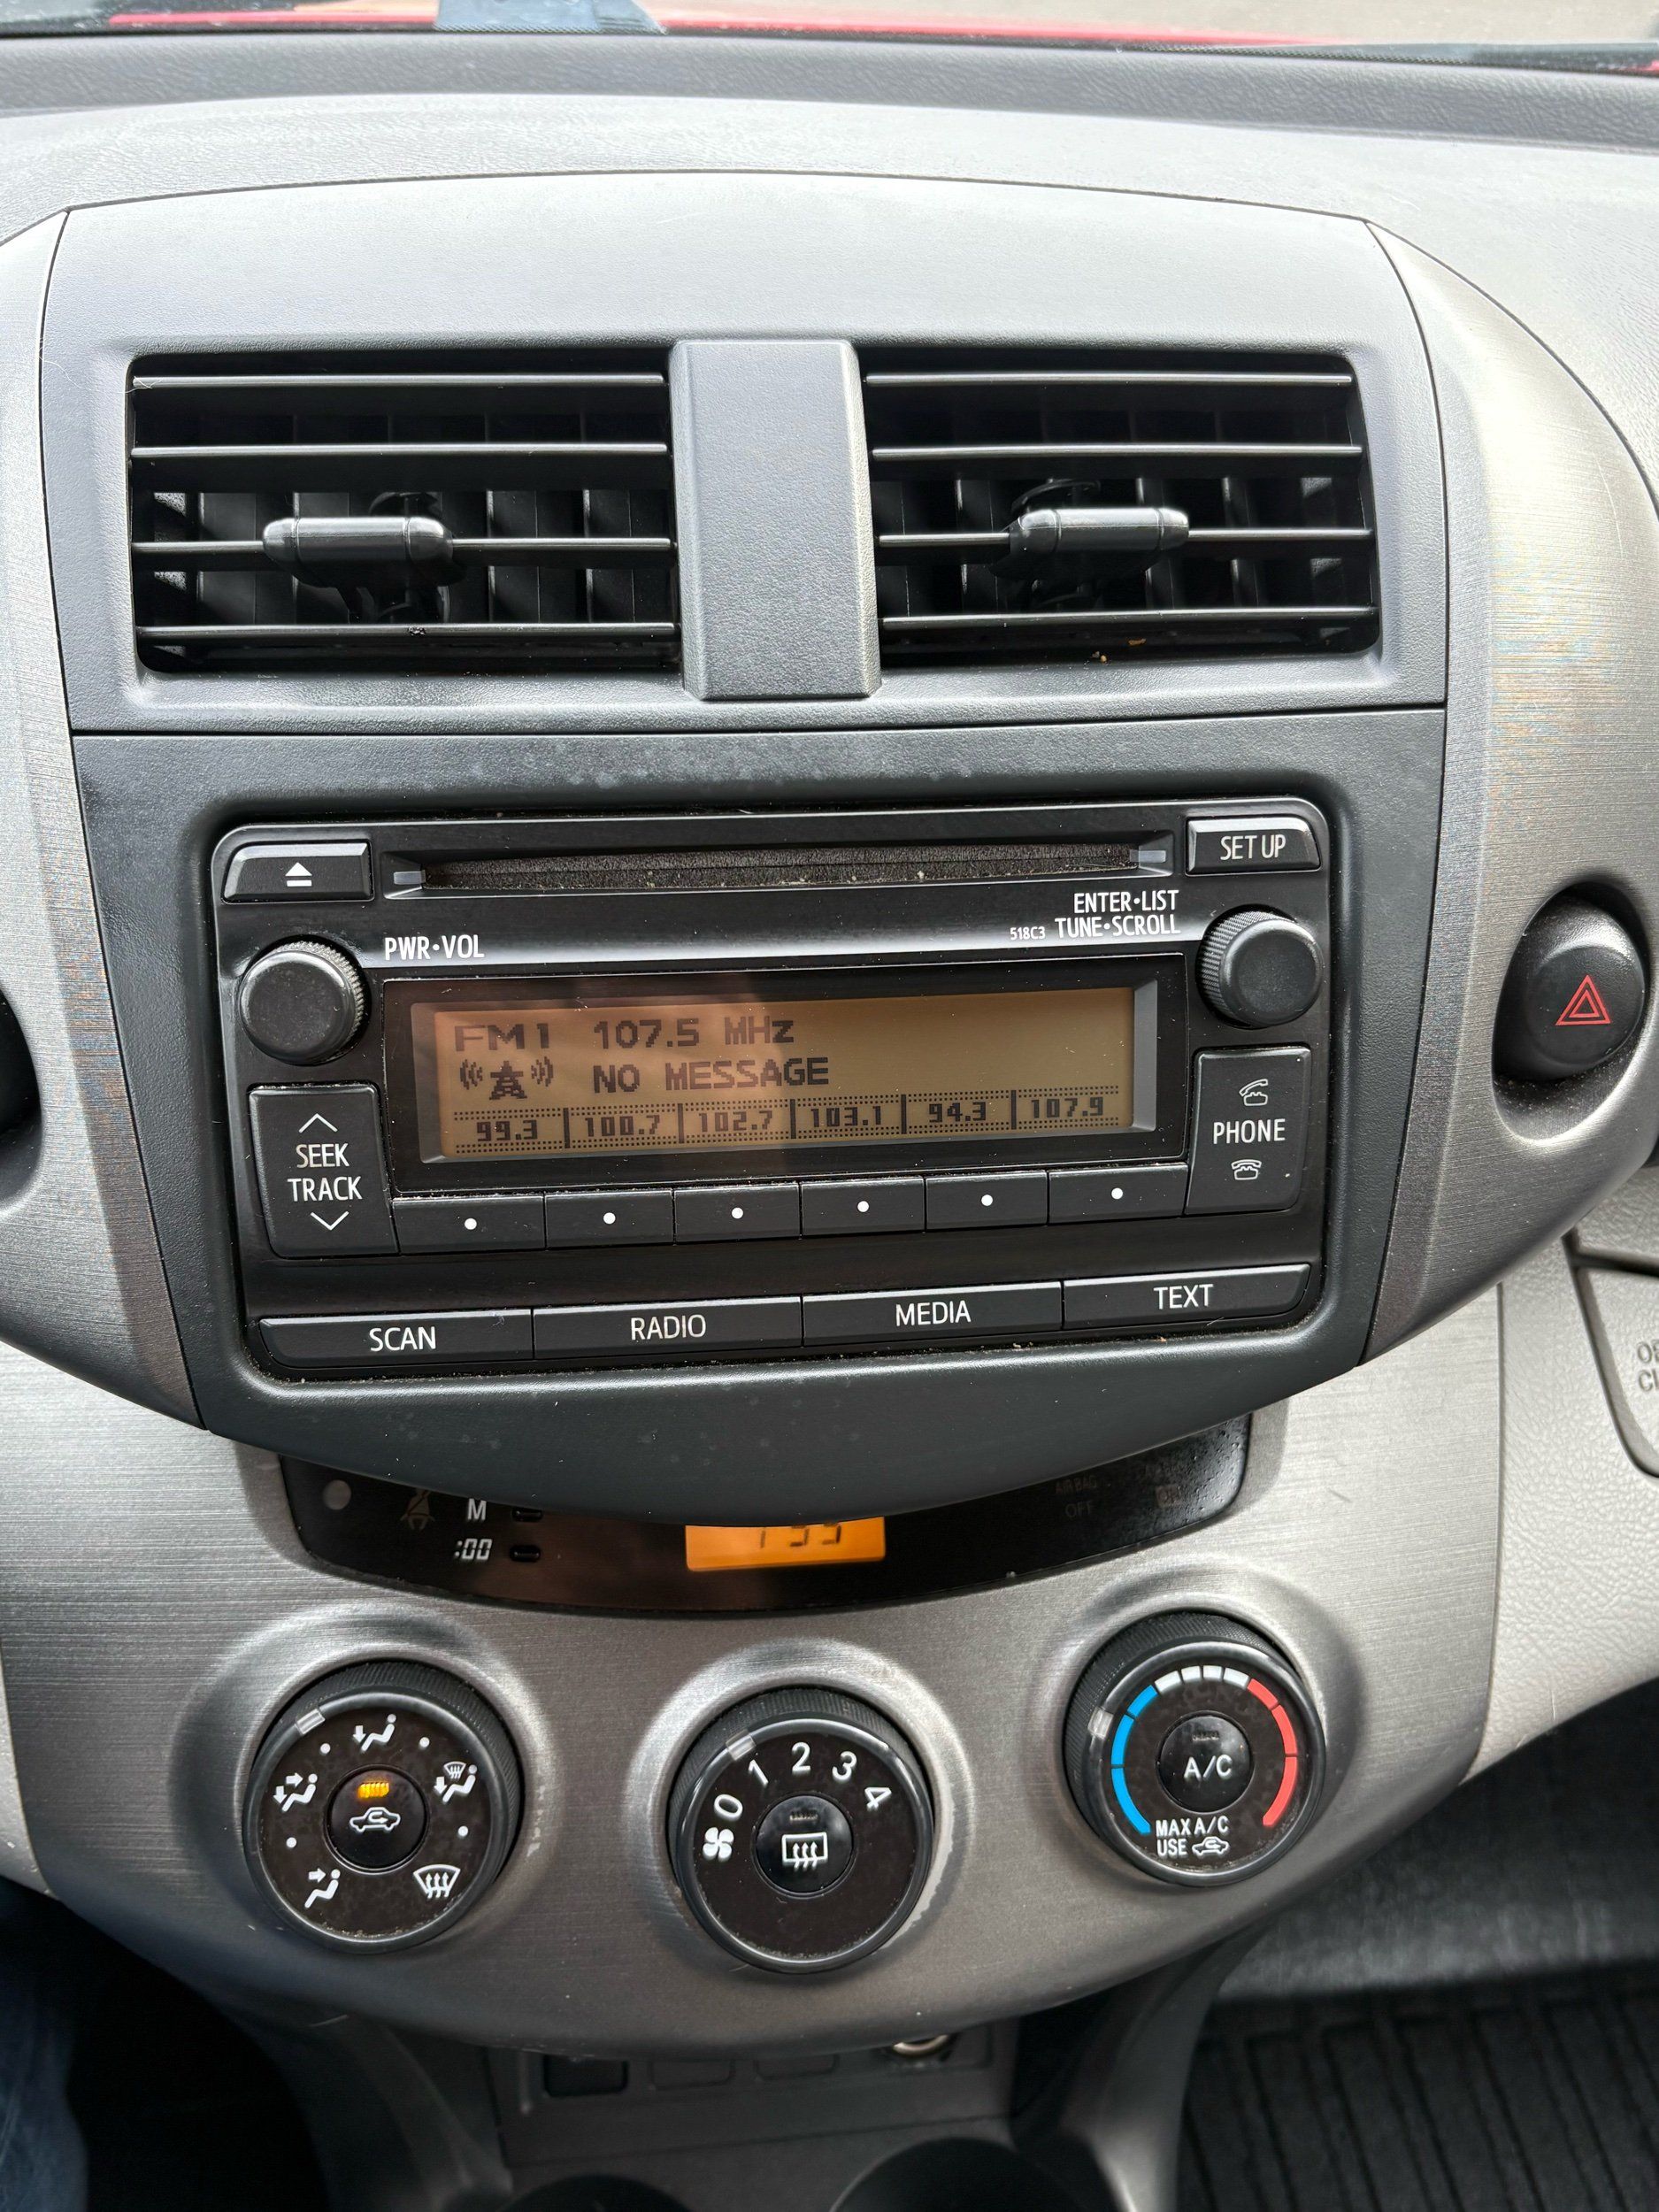 SET UP
ENTER•LIST
518C3 TUNE•SCROLL
PWR•VOL
FM1 107.5 MHz
NO MESSAGE
99.3 100.7 102.7 103.1 94.3 107.9
SEEK
TRACK
PHONE
SCAN RADIO MEDIA TEXT
AIRBAG
OFF
M
:00
0 1 2 3 4
A/C
MAX A/C
USE